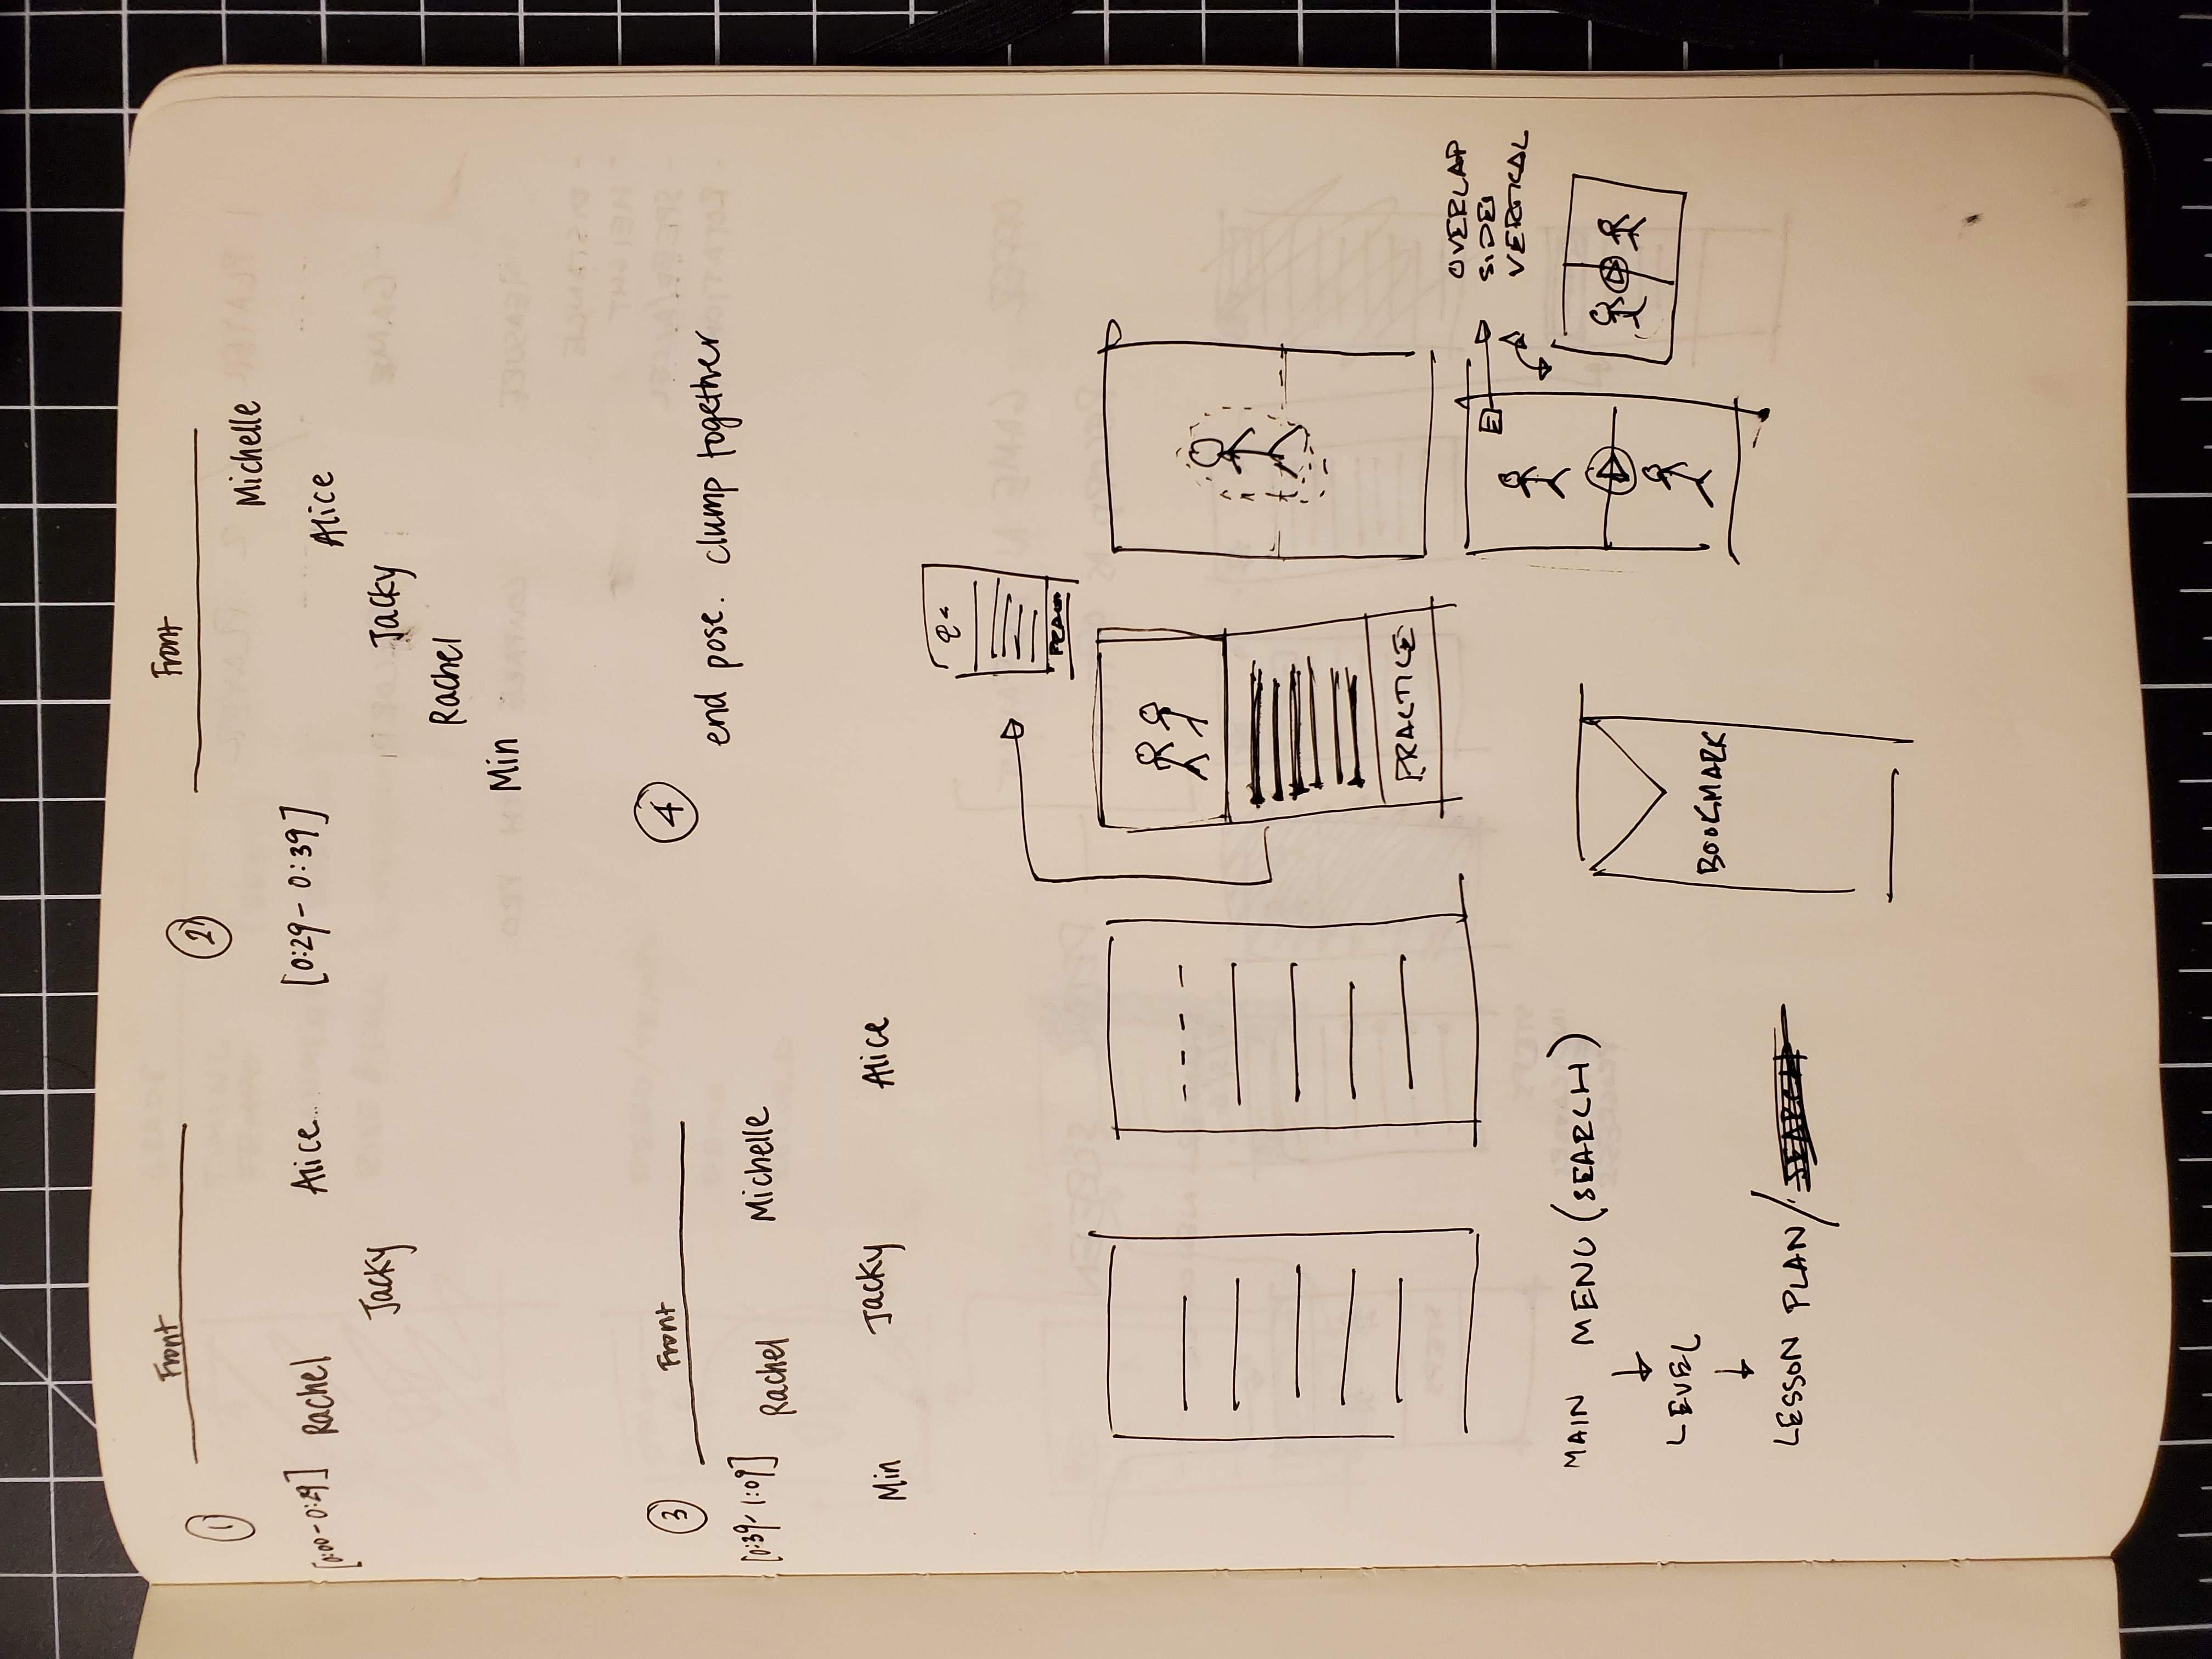 Front
①
[0:00-0:29] Rachel Alice
Jacky
Front
②
Michelle
[0:29-0:39] Alice
Jacky
Rachel
Min
③ Front
[0:39-1:09] Rachel Michelle
Min Jacky Alice
④
end pose. clump together
PRACTICE
OVERLAP
SIDE
VERTICAL
MAIN MENU (SEARCH)
↓
LEVEL
↓
LESSON PLAN/
BOOKMARK